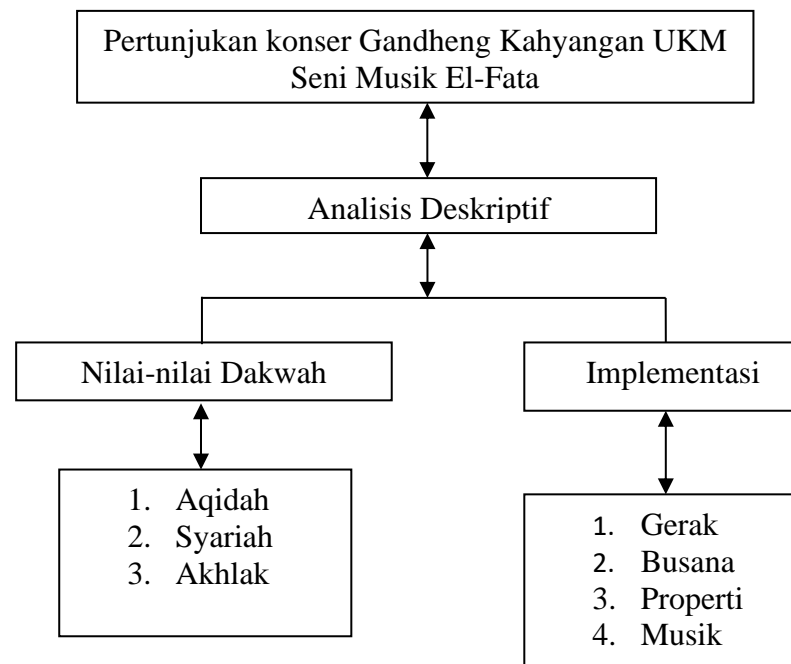 Pertunjukan konser Gandheng Kahyangan UKM
Seni Musik El-Fata
Analisis Deskriptif
Nilai-nilai Dakwah
Implementasi
1. Aqidah
2. Syariah
3. Akhlak
1. Gerak
2. Busana
3. Properti
4. Musik